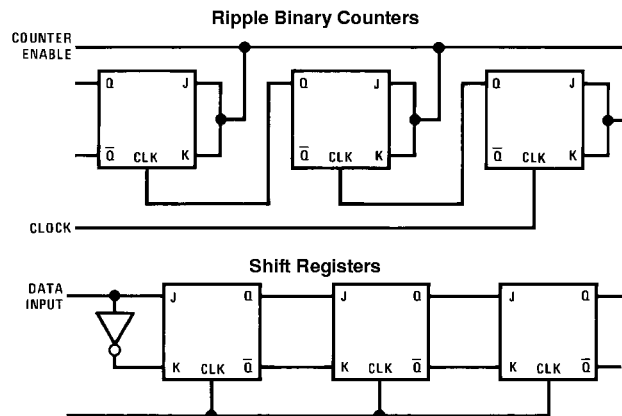 Ripple Binary Counters
COUNTER
ENABLE
Q J Q J Q J
Q̅ CLK K Q̅ CLK K Q̅ CLK K
CLOCK
Shift Registers
DATA
INPUT
J Q J Q J Q
K CLK Q̅ K CLK Q̅ K CLK Q̅